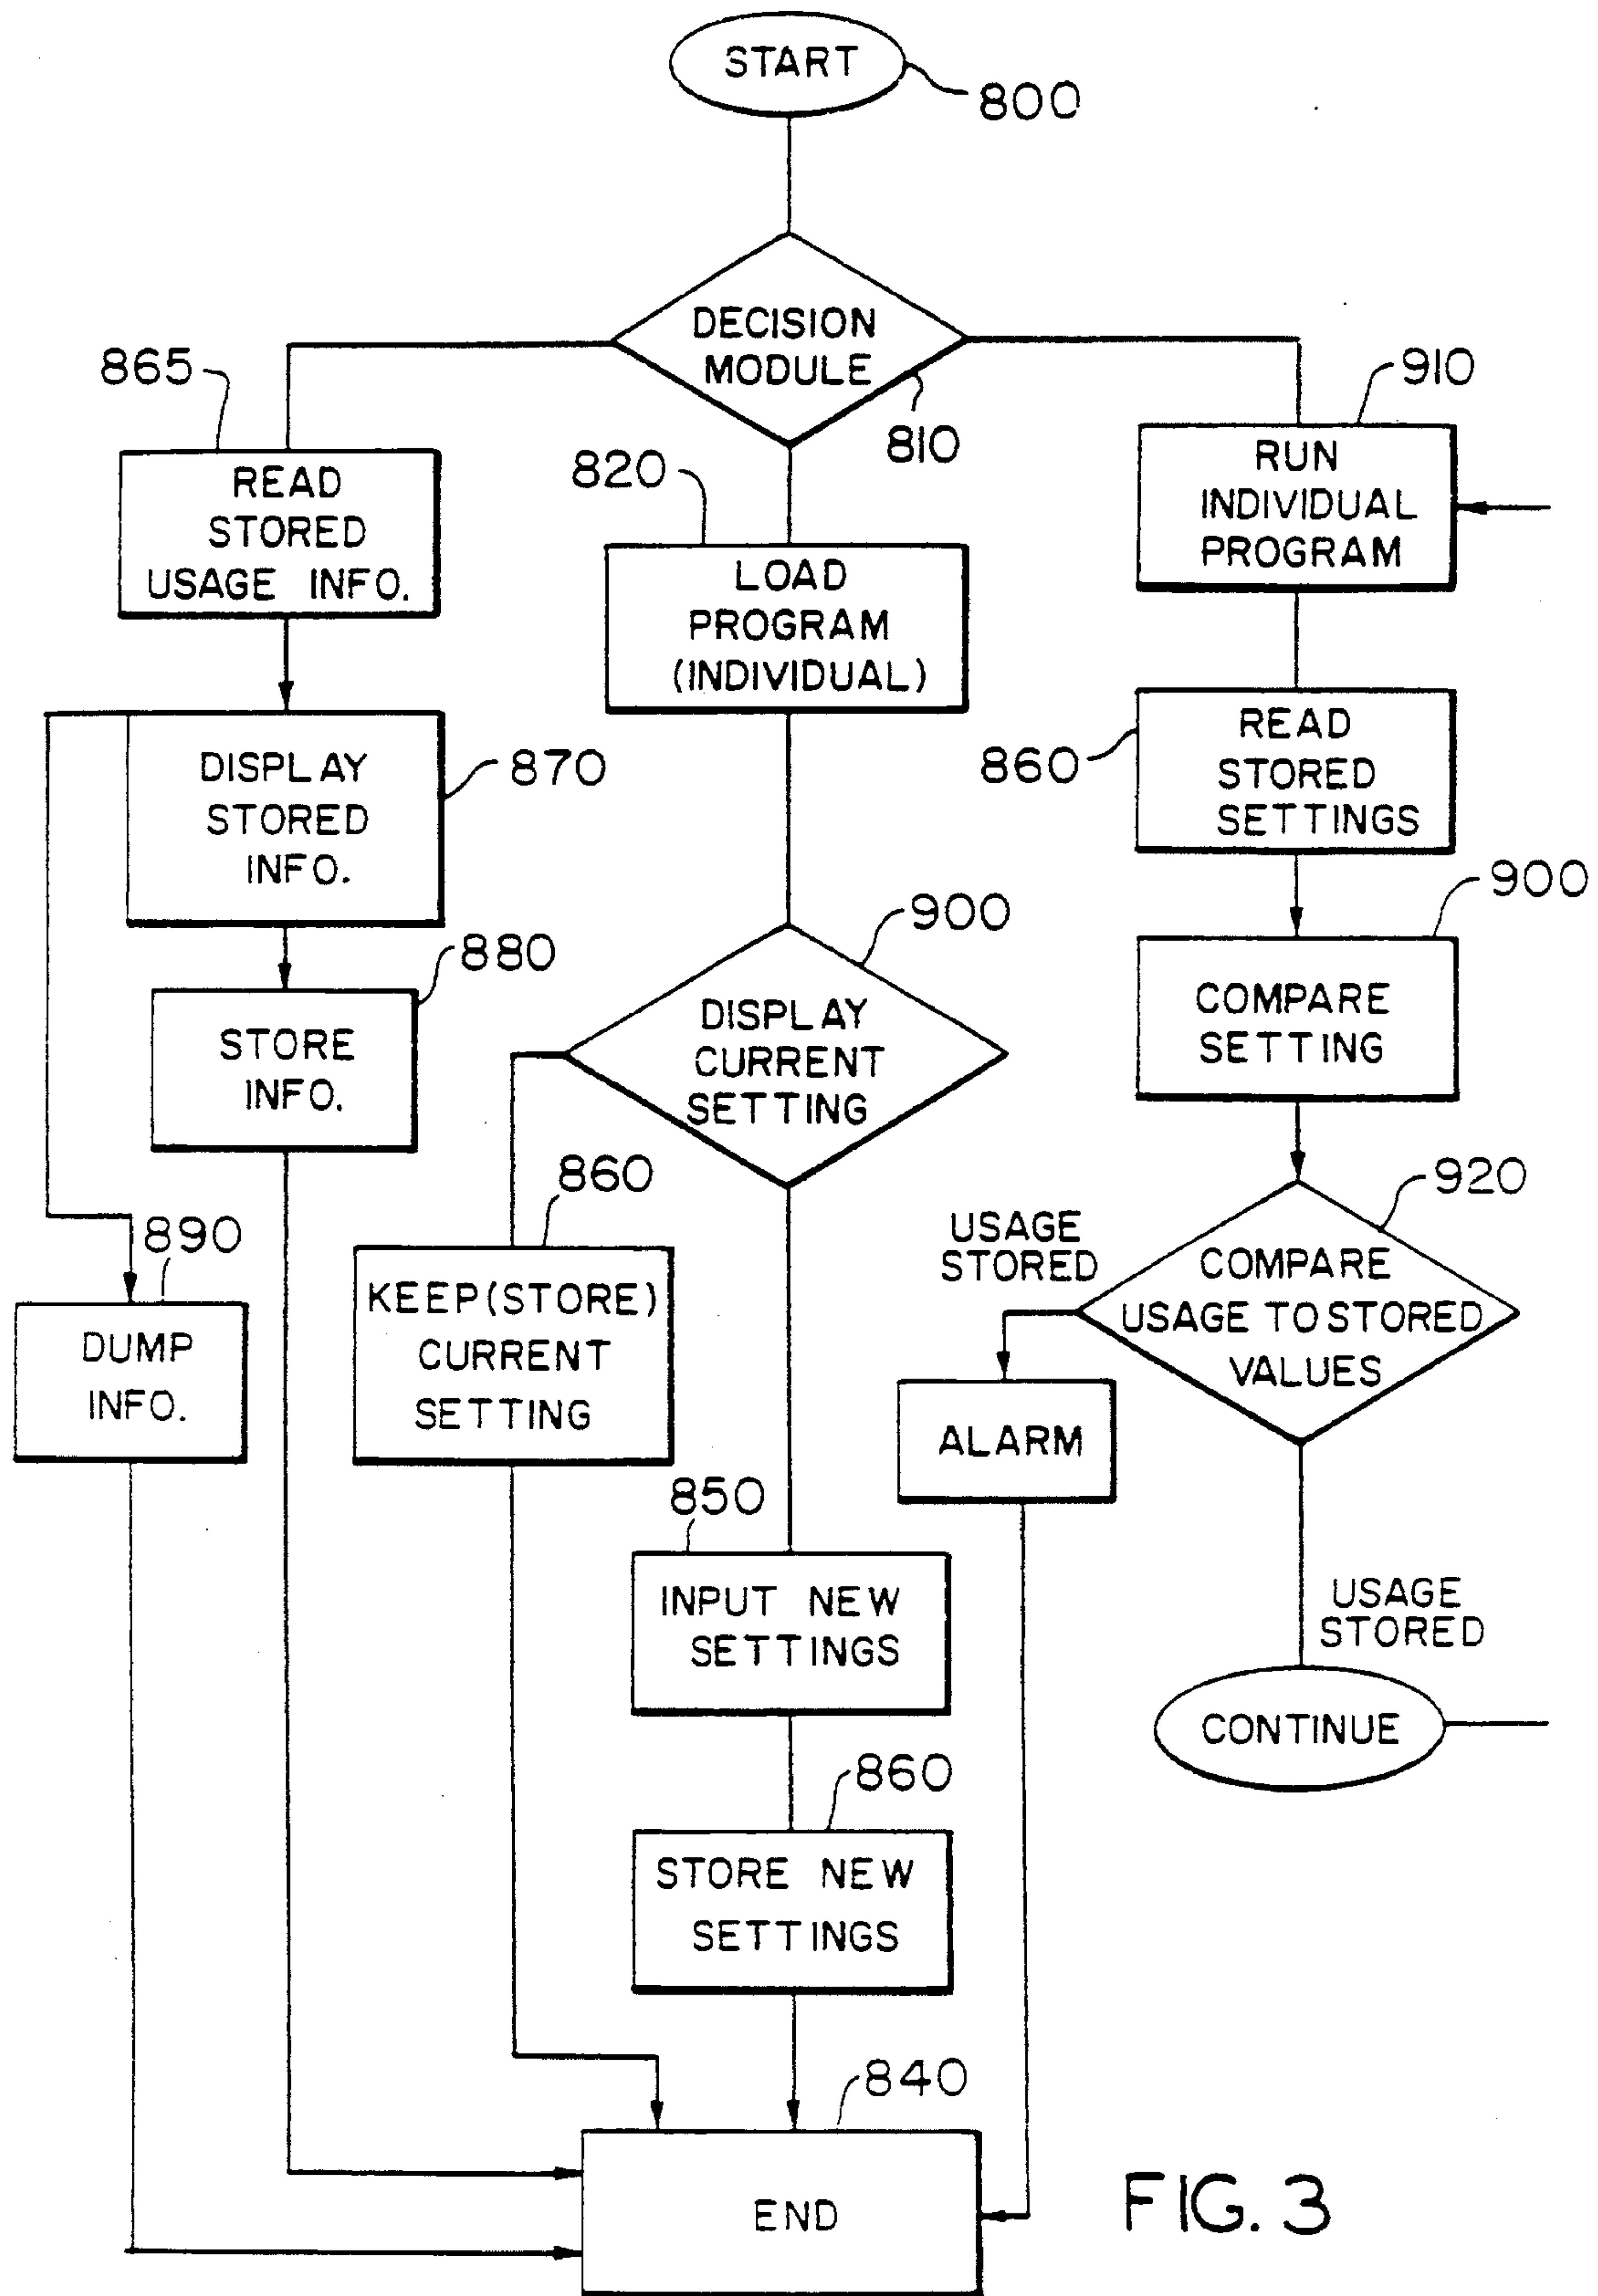 START
800
DECISION
MODULE
810
865
READ
STORED
USAGE INFO.
820
LOAD
PROGRAM
(INDIVIDUAL)
910
RUN
INDIVIDUAL
PROGRAM
DISPLAY
STORED
INFO.
870
860
READ
STORED
SETTINGS
880
STORE
INFO.
900
DISPLAY
CURRENT
SETTING
900
COMPARE
SETTING
890
DUMP
INFO.
860
KEEP(STORE)
CURRENT
SETTING
920
USAGE
STORED
COMPARE
USAGE TO STORED
VALUES
ALARM
850
INPUT NEW
SETTINGS
USAGE
STORED
CONTINUE
860
STORE NEW
SETTINGS
840
END
FIG. 3